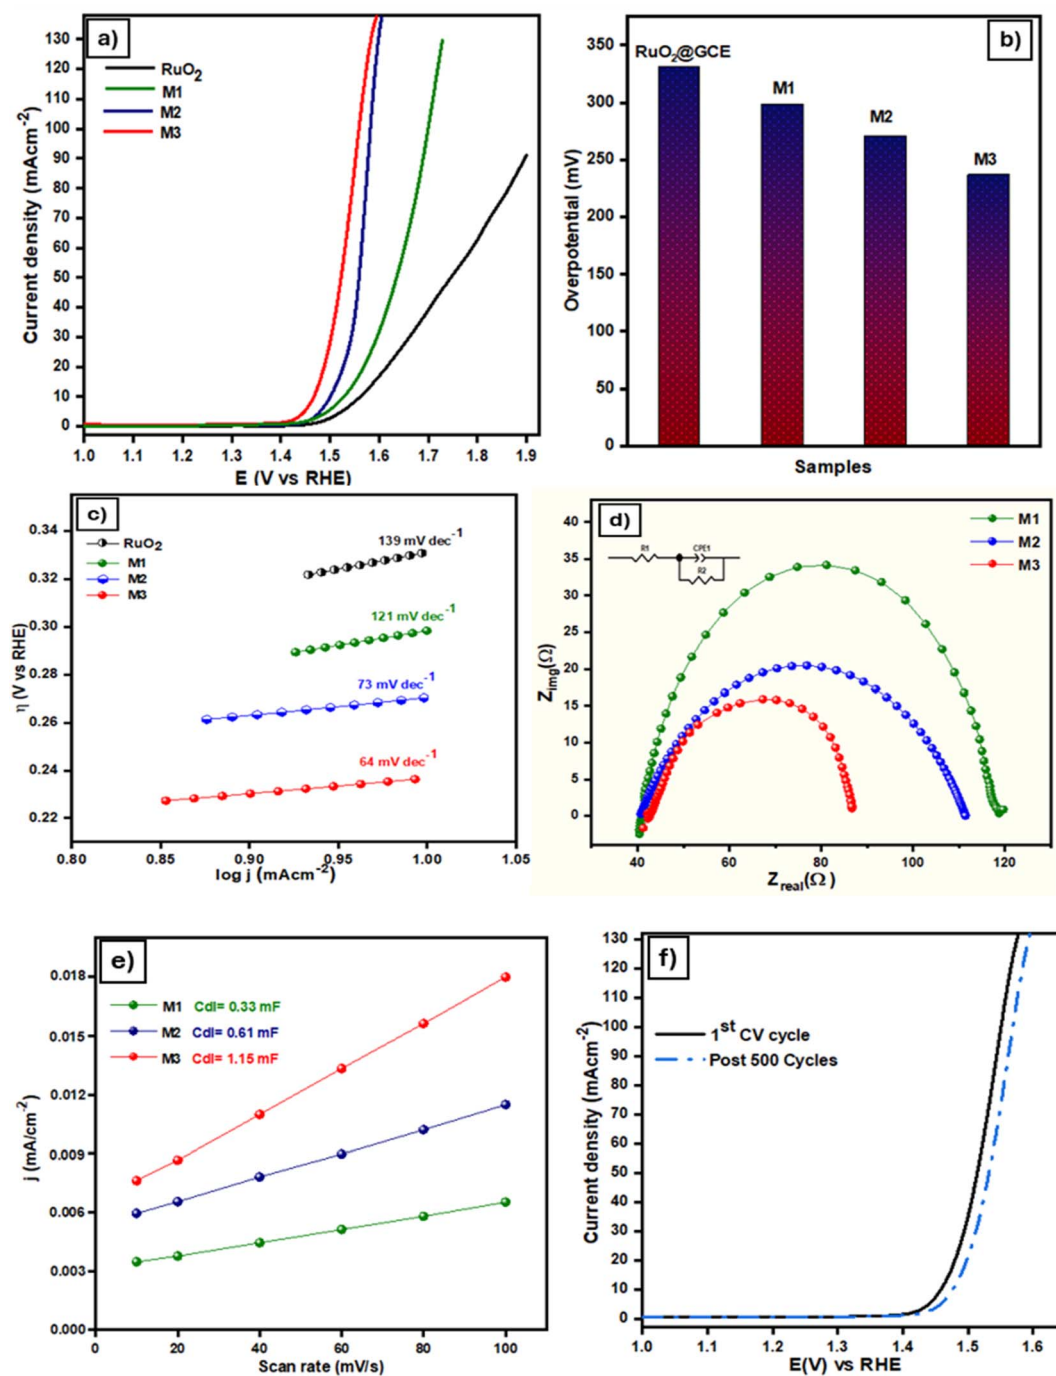 a)
RuO2
M1
M2
M3
130
120
110
100
90
80
70
60
50
40
30
20
10
0
Current density (mAcm-2)
1.0 1.1 1.2 1.3 1.4 1.5 1.6 1.7 1.8 1.9
E (V vs RHE)
b)
RuO2@GCE
M1
M2
M3
350
300
250
200
150
100
50
0
Overpotential (mV)
Samples
c)
RuO2
M1
M2
M3
139 mV dec-1
121 mV dec-1
73 mV dec-1
64 mV dec-1
0.34
0.32
0.30
0.28
0.26
0.24
0.22
η (V vs RHE)
0.80 0.85 0.90 0.95 1.00 1.05
log j (mAcm-2)
d)
R1 CPE1
R2
M1
M2
M3
40
35
30
25
20
15
10
5
0
Zimg(Ω)
40 60 80 100 120
Zreal(Ω)
e)
M1 Cdl= 0.33 mF
M2 Cdl= 0.61 mF
M3 Cdl= 1.15 mF
0.018
0.015
0.012
0.009
0.006
0.003
0.000
j (mA/cm-2)
0 20 40 60 80 100
Scan rate (mV/s)
f)
1st CV cycle
Post 500 Cycles
130
120
110
100
90
80
70
60
50
40
30
20
10
0
Current density (mAcm-2)
1.0 1.1 1.2 1.3 1.4 1.5 1.6
E(V) vs RHE